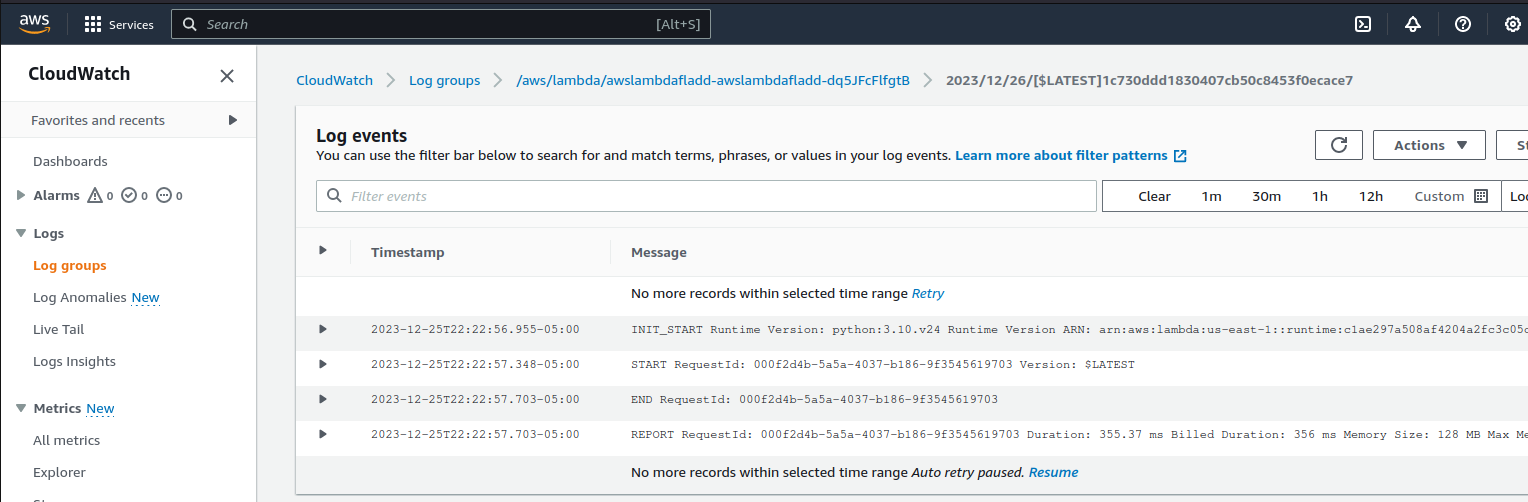 aws Services Search [Alt+S]
CloudWatch
Favorites and recents
Dashboards
Alarms 0 0 0
Logs
Log groups
Log Anomalies New
Live Tail
Logs Insights
Metrics New
All metrics
Explorer
CloudWatch Log groups /aws/lambda/awslambdafladd-awslambdafladd-dq5JFcFlfgtB 2023/12/26/[$LATEST]1c730ddd1830407cb50c8453f0ecace7
Log events
You can use the filter bar below to search for and match terms, phrases, or values in your log events. Learn more about filter patterns
Actions
Filter events
Clear 1m 30m 1h 12h Custom
Timestamp Message
No more records within selected time range Retry
2023-12-25T22:22:56.955-05:00 INIT_START Runtime Version: python:3.10.v24 Runtime Version ARN: arn:aws:lambda:us-east-1::runtime:c1ae297a508af4204a2fc3c05c
2023-12-25T22:22:57.348-05:00 START RequestId: 000f2d4b-5a5a-4037-b186-9f3545619703 Version: $LATEST
2023-12-25T22:22:57.703-05:00 END RequestId: 000f2d4b-5a5a-4037-b186-9f3545619703
2023-12-25T22:22:57.703-05:00 REPORT RequestId: 000f2d4b-5a5a-4037-b186-9f3545619703 Duration: 355.37 ms Billed Duration: 356 ms Memory Size: 128 MB Max Me
No more records within selected time range Auto retry paused. Resume